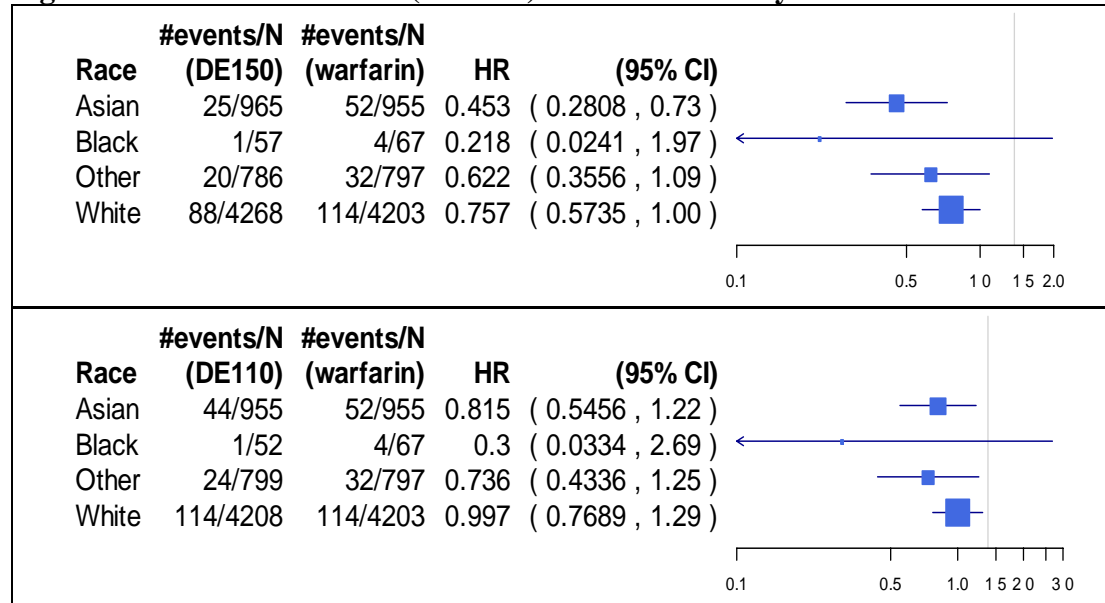 #events/N #events/N
Race (DE150) (warfarin) HR (95% CI)
Asian 25/965 52/955 0.453 ( 0.2808 , 0.73 )
Black 1/57 4/67 0.218 ( 0.0241 , 1.97 )
Other 20/786 32/797 0.622 ( 0.3556 , 1.09 )
White 88/4268 114/4203 0.757 ( 0.5735 , 1.00 )
0.1 0.5 1 0 1 5 2.0
#events/N #events/N
Race (DE110) (warfarin) HR (95% CI)
Asian 44/955 52/955 0.815 ( 0.5456 , 1.22 )
Black 1/52 4/67 0.3 ( 0.0334 , 2.69 )
Other 24/799 32/797 0.736 ( 0.4336 , 1.25 )
White 114/4208 114/4203 0.997 ( 0.7689 , 1.29 )
0.1 0.5 1.0 1 5 2 0 3 0